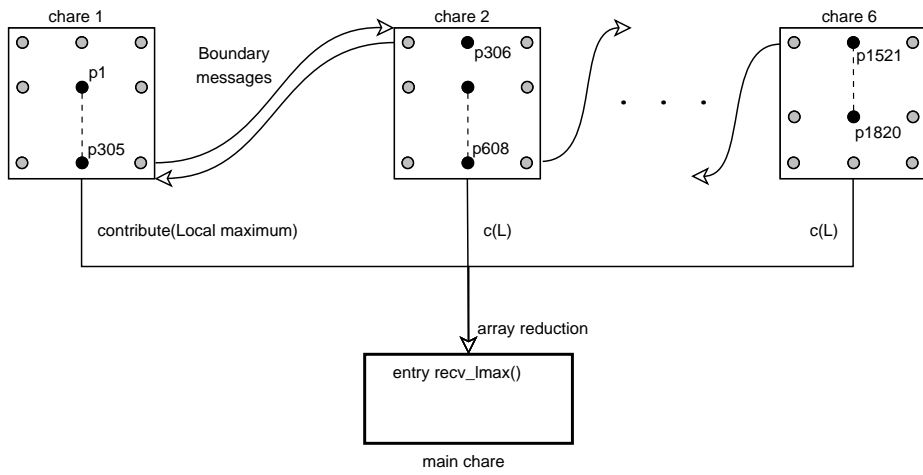 chare 1
chare 2
chare 6
Boundary
messages
p1
p305
p306
p608
. . .
p1521
p1820
contribute(Local maximum)
c(L)
c(L)
array reduction
entry recv_lmax()
main chare